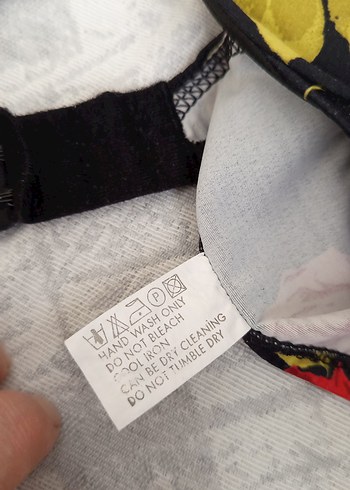 P
HAND WASH ONLY
DO NOT BLEACH
COOL IRON
CAN BE DRY CLEANING
DO NOT TUMBLE DRY